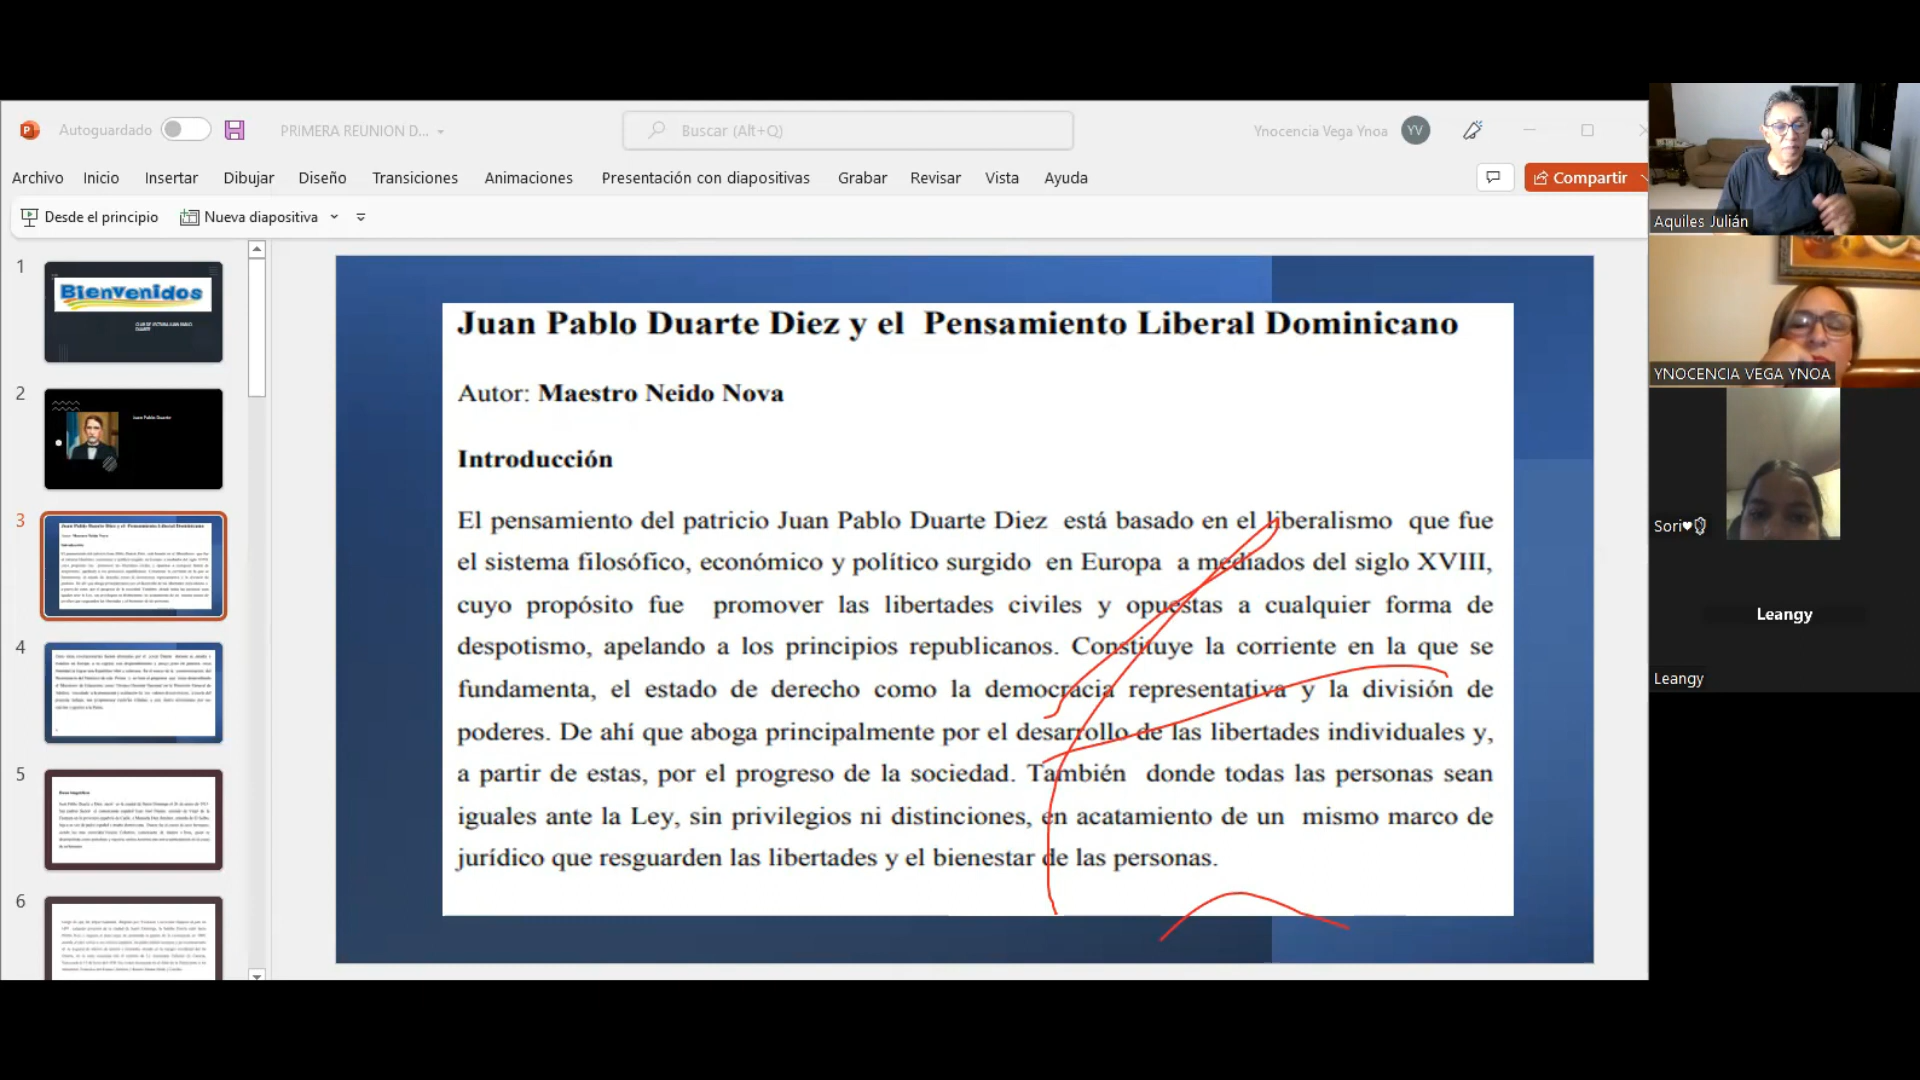 Autoguardado
PRIMERA REUNION D...
Buscar (Alt+Q)
Ynocencia Vega Ynoa
YV
Archivo Inicio Insertar Dibujar Diseño Transiciones Animaciones Presentación con diapositivas Grabar Revisar Vista Ayuda
Compartir
Desde el principio
Nueva diapositiva
1
Bienvenidos
2
Juan Pablo Duarte
3
4
5
6
Juan Pablo Duarte Diez y el Pensamiento Liberal Dominicano
Autor: Maestro Neido Nova
Introducción
El pensamiento del patricio Juan Pablo Duarte Diez está basado en el liberalismo que fue
el sistema filosófico, económico y político surgido en Europa a mediados del siglo XVIII,
cuyo propósito fue promover las libertades civiles y opuestas a cualquier forma de
despotismo, apelando a los principios republicanos. Constituye la corriente en la que se
fundamenta, el estado de derecho como la democracia representativa y la división de
poderes. De ahí que aboga principalmente por el desarrollo de las libertades individuales y,
a partir de estas, por el progreso de la sociedad. También donde todas las personas sean
iguales ante la Ley, sin privilegios ni distinciones, en acatamiento de un mismo marco de
jurídico que resguarden las libertades y el bienestar de las personas.
Aquiles Julián
YNOCENCIA VEGA YNOA
Sori
Leangy
Leangy